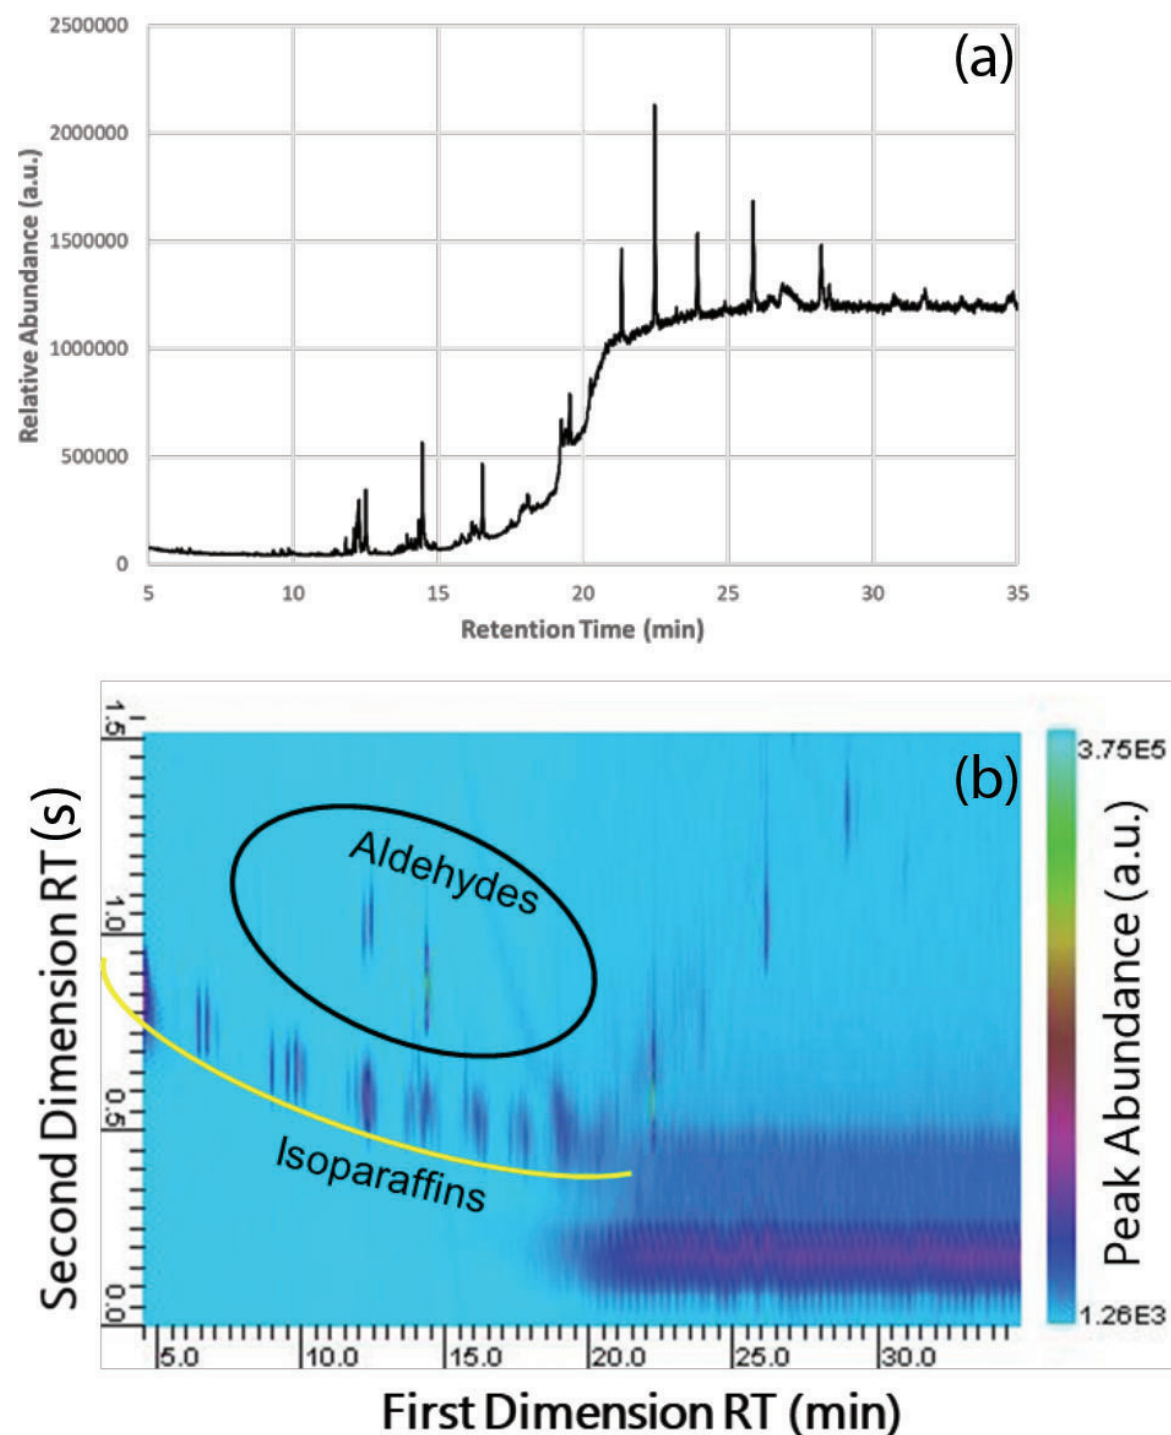 2500000
(a)
2000000
1500000
1000000
500000
0
Relative Abundance (a.u.)
5 10 15 20 25 30 35
Retention Time (min)
1.5
1.0
0.5
0.0
Second Dimension RT (s)
(b)
Aldehydes
Isoparaffins
3.75E5
1.26E3
Peak Abundance (a.u.)
5.0 10.0 15.0 20.0 25.0 30.0
First Dimension RT (min)